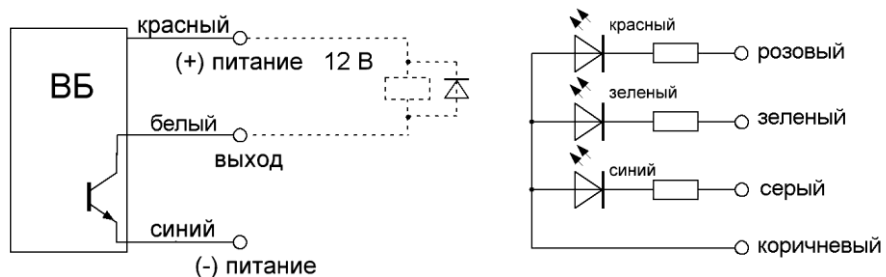 красный
(+) питание 12 В
ВБ
белый
выход
синий
(-) питание
красный
розовый
зеленый
зеленый
синий
серый
коричневый